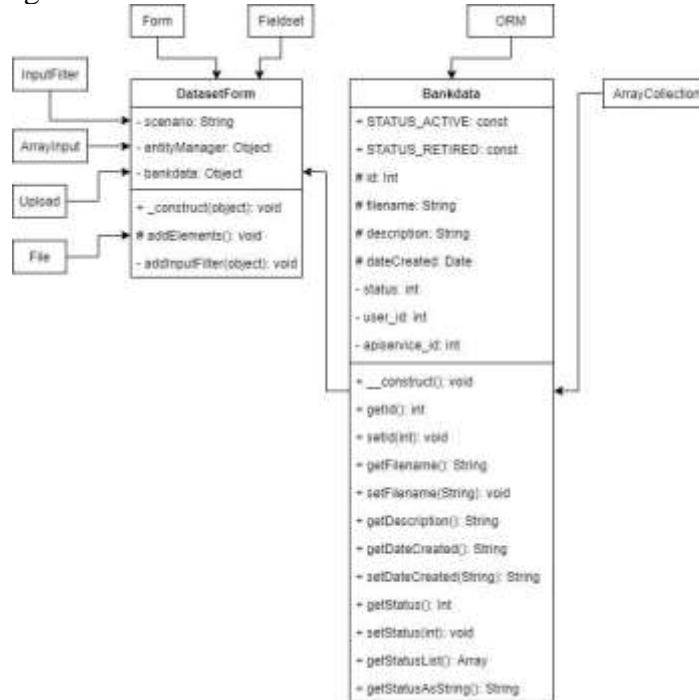 Form
Fieldset
ORM
InputFilter
ArrayInput
Upload
File
DatasetForm
- scenario: String
- entityManager: Object
- bankdata: Object
+ _construct(object): void
# addElements(): void
- addInputFilter(object): void
Bankdata
+ STATUS_ACTIVE: const
+ STATUS_RETIRED: const
# id: Int
# filename: String
# description: String
# dateCreated: Date
- status: int
- user_id: int
- apiservice_id: int
+ __construct(): void
+ getId(): int
+ setId(int): void
+ getFilename(): String
+ setFilename(String): void
+ getDescription(): String
+ getDateCreated(): String
+ setDateCreated(String): String
+ getStatus(): Int
+ setStatus(int): void
+ getStatusList(): Array
+ getStatusAsString(): String
ArrayCollection